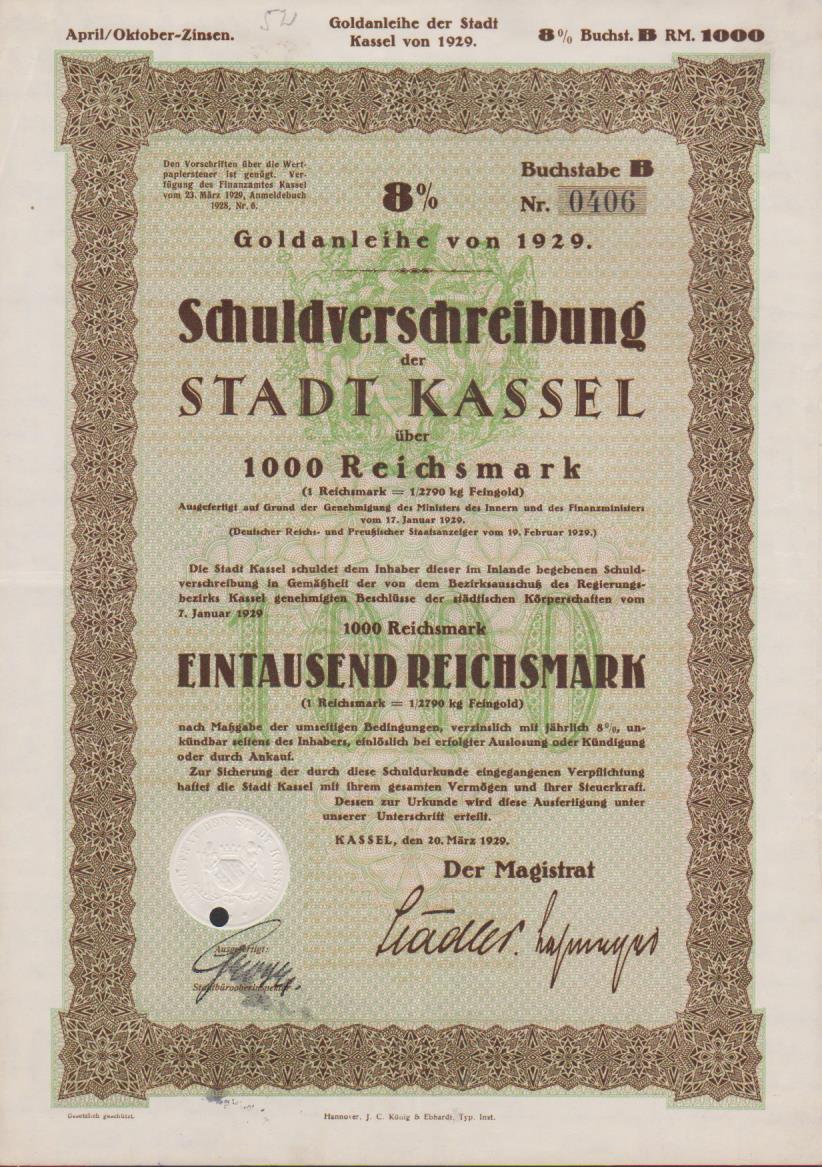 April/Oktober-Zinsen.
Goldanleihe der Stadt
Kassel von 1929.
8% Buchst. B RM. 1000
Den Vorschriften über die Wert-
papiersteuer ist genügt. Ver-
fügung des Finanzamtes Kassel
vom 23. März 1929, Anmeldebuch
1928, Nr. 6.
8%
Buchstabe B
Nr. 0406
Goldanleihe von 1929.
Schuldverschreibung
der
STADT KASSEL
über
1000 Reichsmark
(1 Reichsmark = 1/2790 kg Feingold)
Ausgefertigt auf Grund der Genehmigung des Ministers des Innern und des Finanzministers
vom 17. Januar 1929.
(Deutscher Reichs- und Preußischer Staatsanzeiger vom 19. Februar 1929.)
Die Stadt Kassel schuldet dem Inhaber dieser im Inlande begebenen Schuld-
verschreibung in Gemäßheit der von dem Bezirksausschuß des Regierungs-
bezirks Kassel genehmigten Beschlüsse der städtischen Körperschaften vom
7. Januar 1929
1000 Reichsmark
EINTAUSEND REICHSMARK
(1 Reichsmark = 1/2790 kg Feingold)
nach Maßgabe der umseitigen Bedingungen, verzinslich mit jährlich 8%, un-
kündbar seitens des Inhabers, einlöslich bei erfolgter Auslosung oder Kündigung
oder durch Ankauf.
Zur Sicherung der durch diese Schuldurkunde eingegangenen Verpflichtung
haftet die Stadt Kassel mit ihrem gesamten Vermögen und ihrer Steuerkraft.
Dessen zur Urkunde wird diese Ausfertigung unter
unserer Unterschrift erteilt.
KASSEL, den 20. März 1929.
Der Magistrat
Stadler.
Ausgefertigt:
Stadtbürooberinspektor
Gesetzlich geschützt.
Hannover, J. C. König & Ebhardt, Typ. Inst.